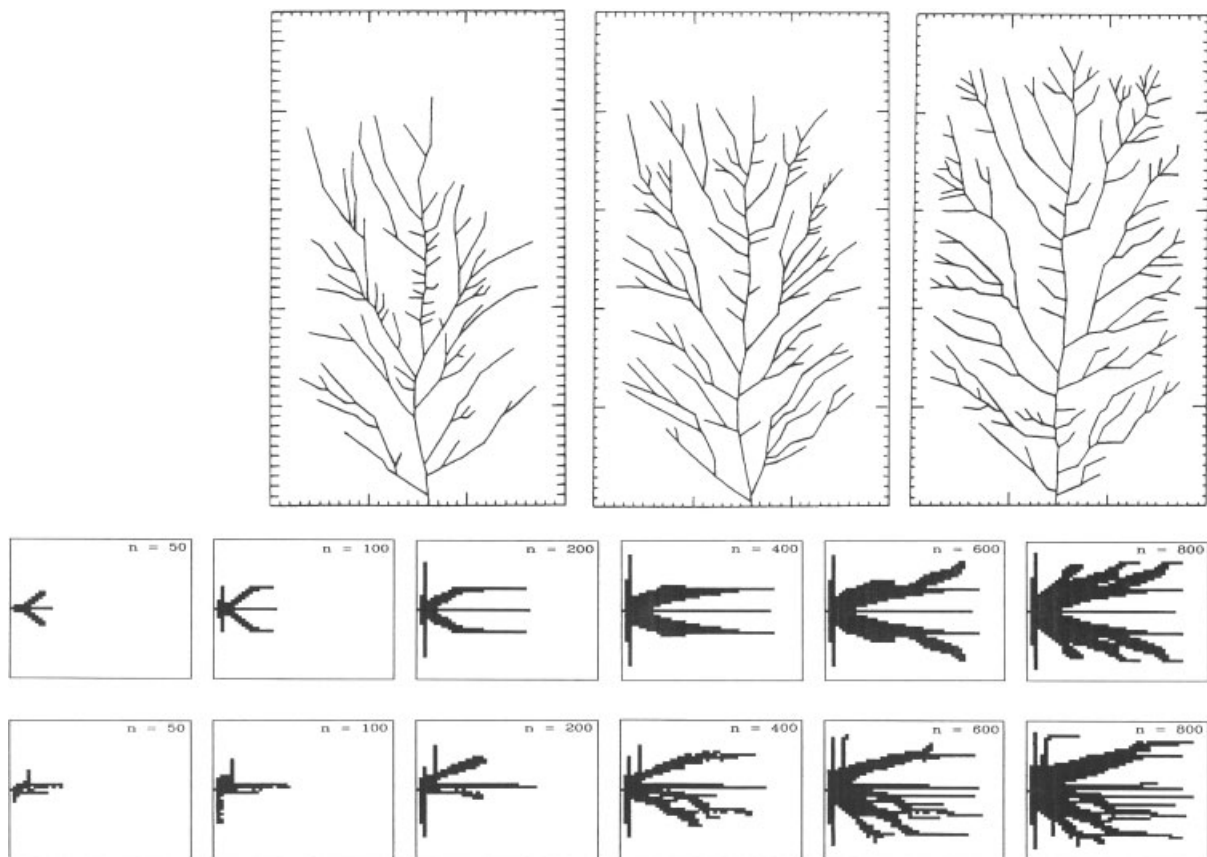 n = 50
n = 100
n = 200
n = 400
n = 600
n = 800
n = 50
n = 100
n = 200
n = 400
n = 600
n = 800